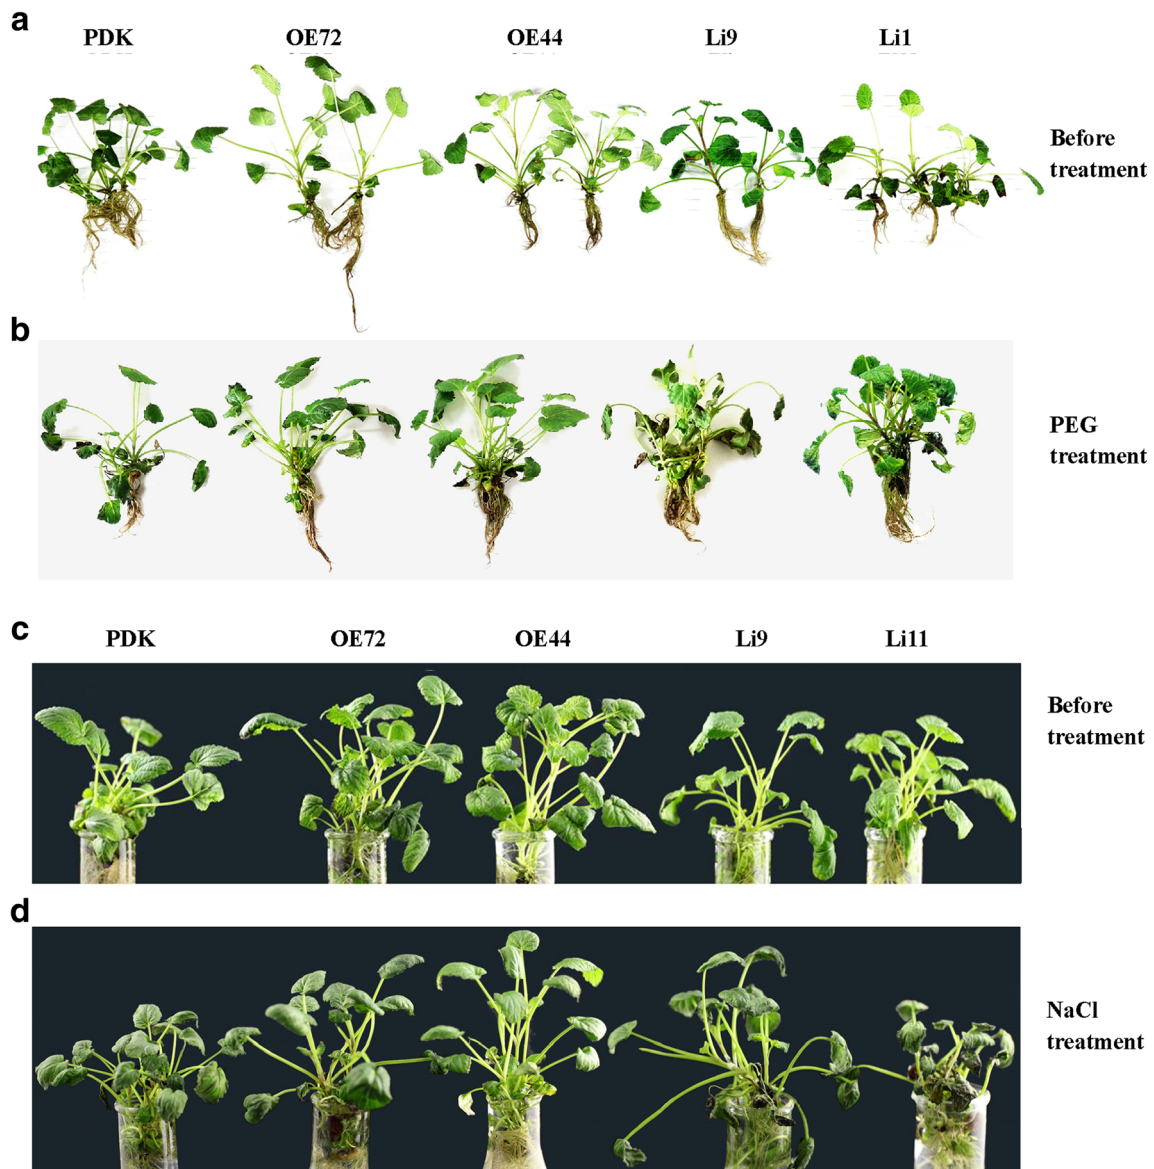 a
PDK OE72 OE44 Li9 Li1
Before
treatment
b
PEG
treatment
c
PDK OE72 OE44 Li9 Li11
Before
treatment
d
NaCl
treatment